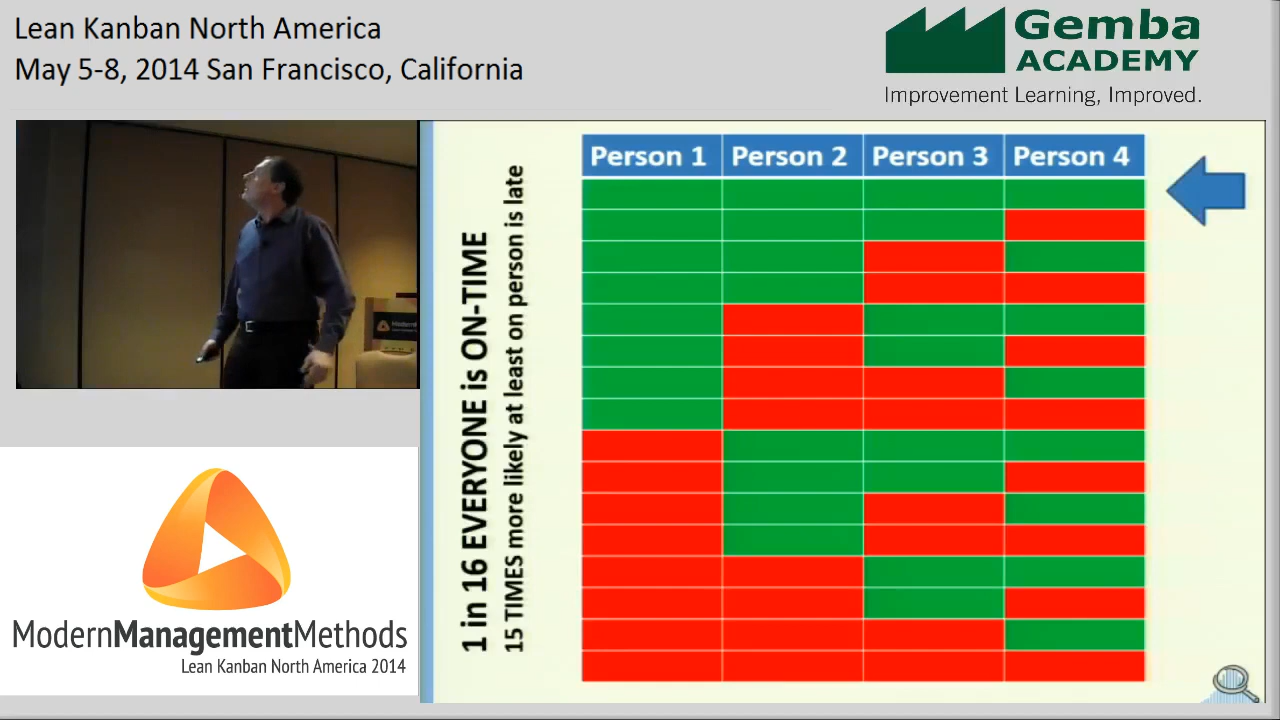 Lean Kanban North America
May 5-8, 2014 San Francisco, California
Gemba
ACADEMY
Improvement Learning, Improved.
1 in 16 EVERYONE is ON-TIME
15 TIMES more likely at least on person is late
Person 1 Person 2 Person 3 Person 4
ModernManagementMethods
Lean Kanban North America 2014